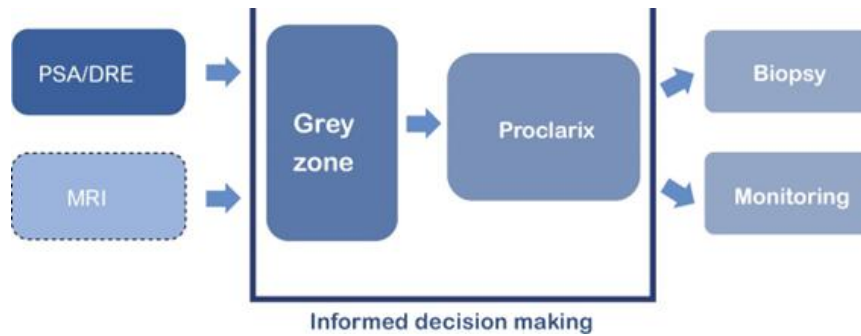 PSA/DRE
MRI
Grey
zone
Proclarix
Biopsy
Monitoring
Informed decision making